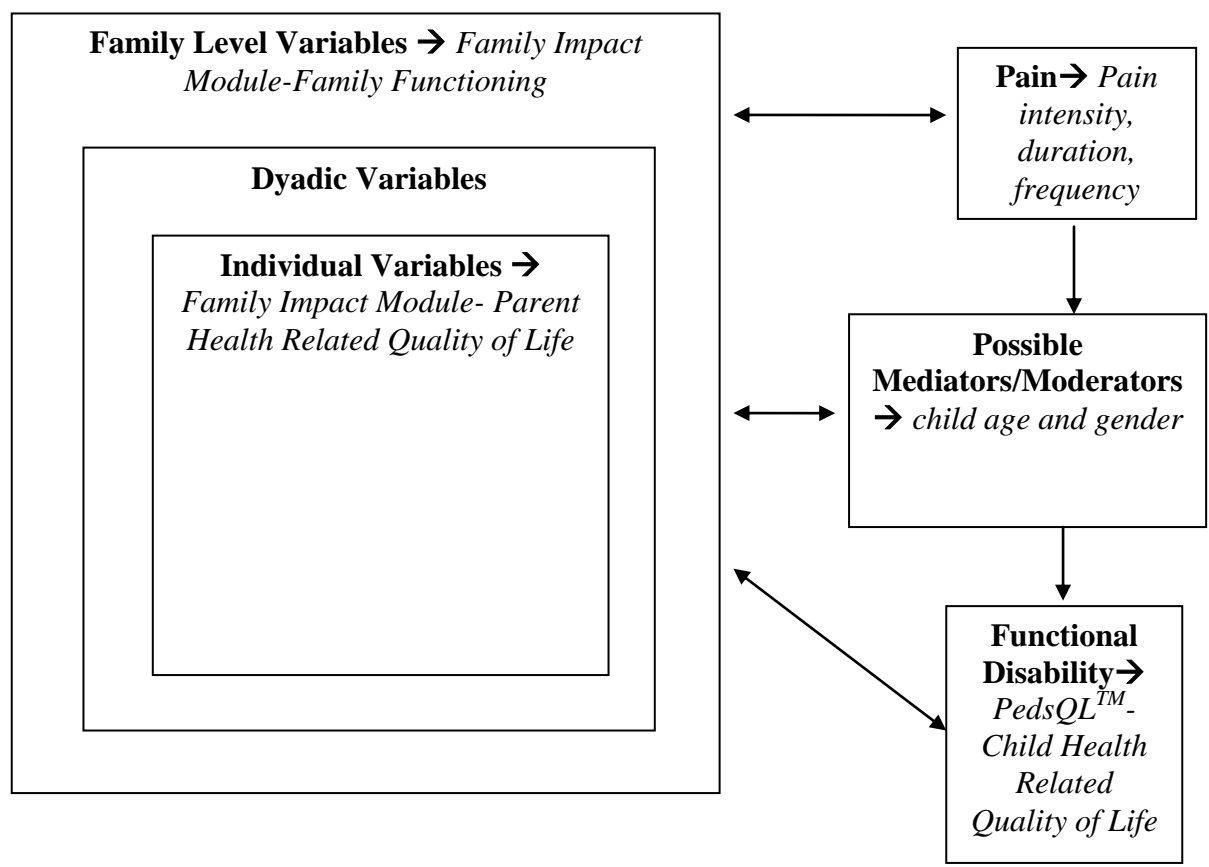 Family Level Variables → Family Impact
Module-Family Functioning
Dyadic Variables
Individual Variables →
Family Impact Module- Parent
Health Related Quality of Life
Pain→ Pain
intensity,
duration,
frequency
Possible
Mediators/Moderators
→ child age and gender
Functional
Disability→
PedsQL™-
Child Health
Related
Quality of Life